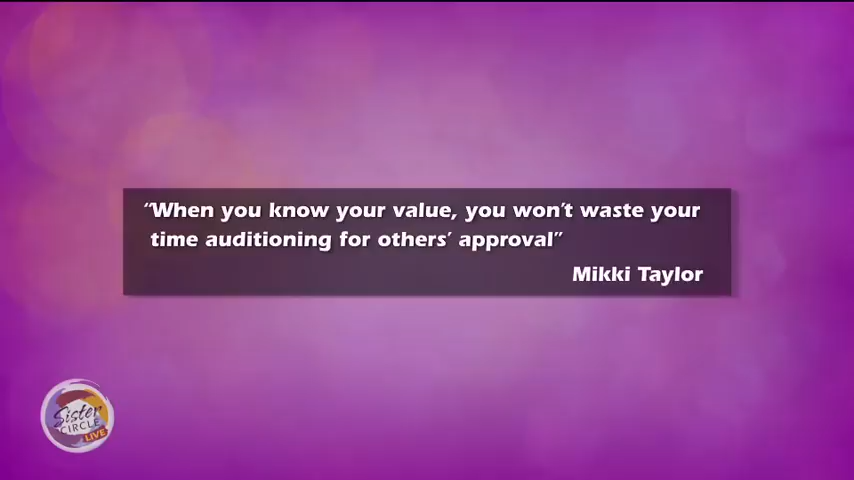 “When you know your value, you won’t waste your
time auditioning for others’ approval”
Mikki Taylor
Sister
CIRCLE
LIVE